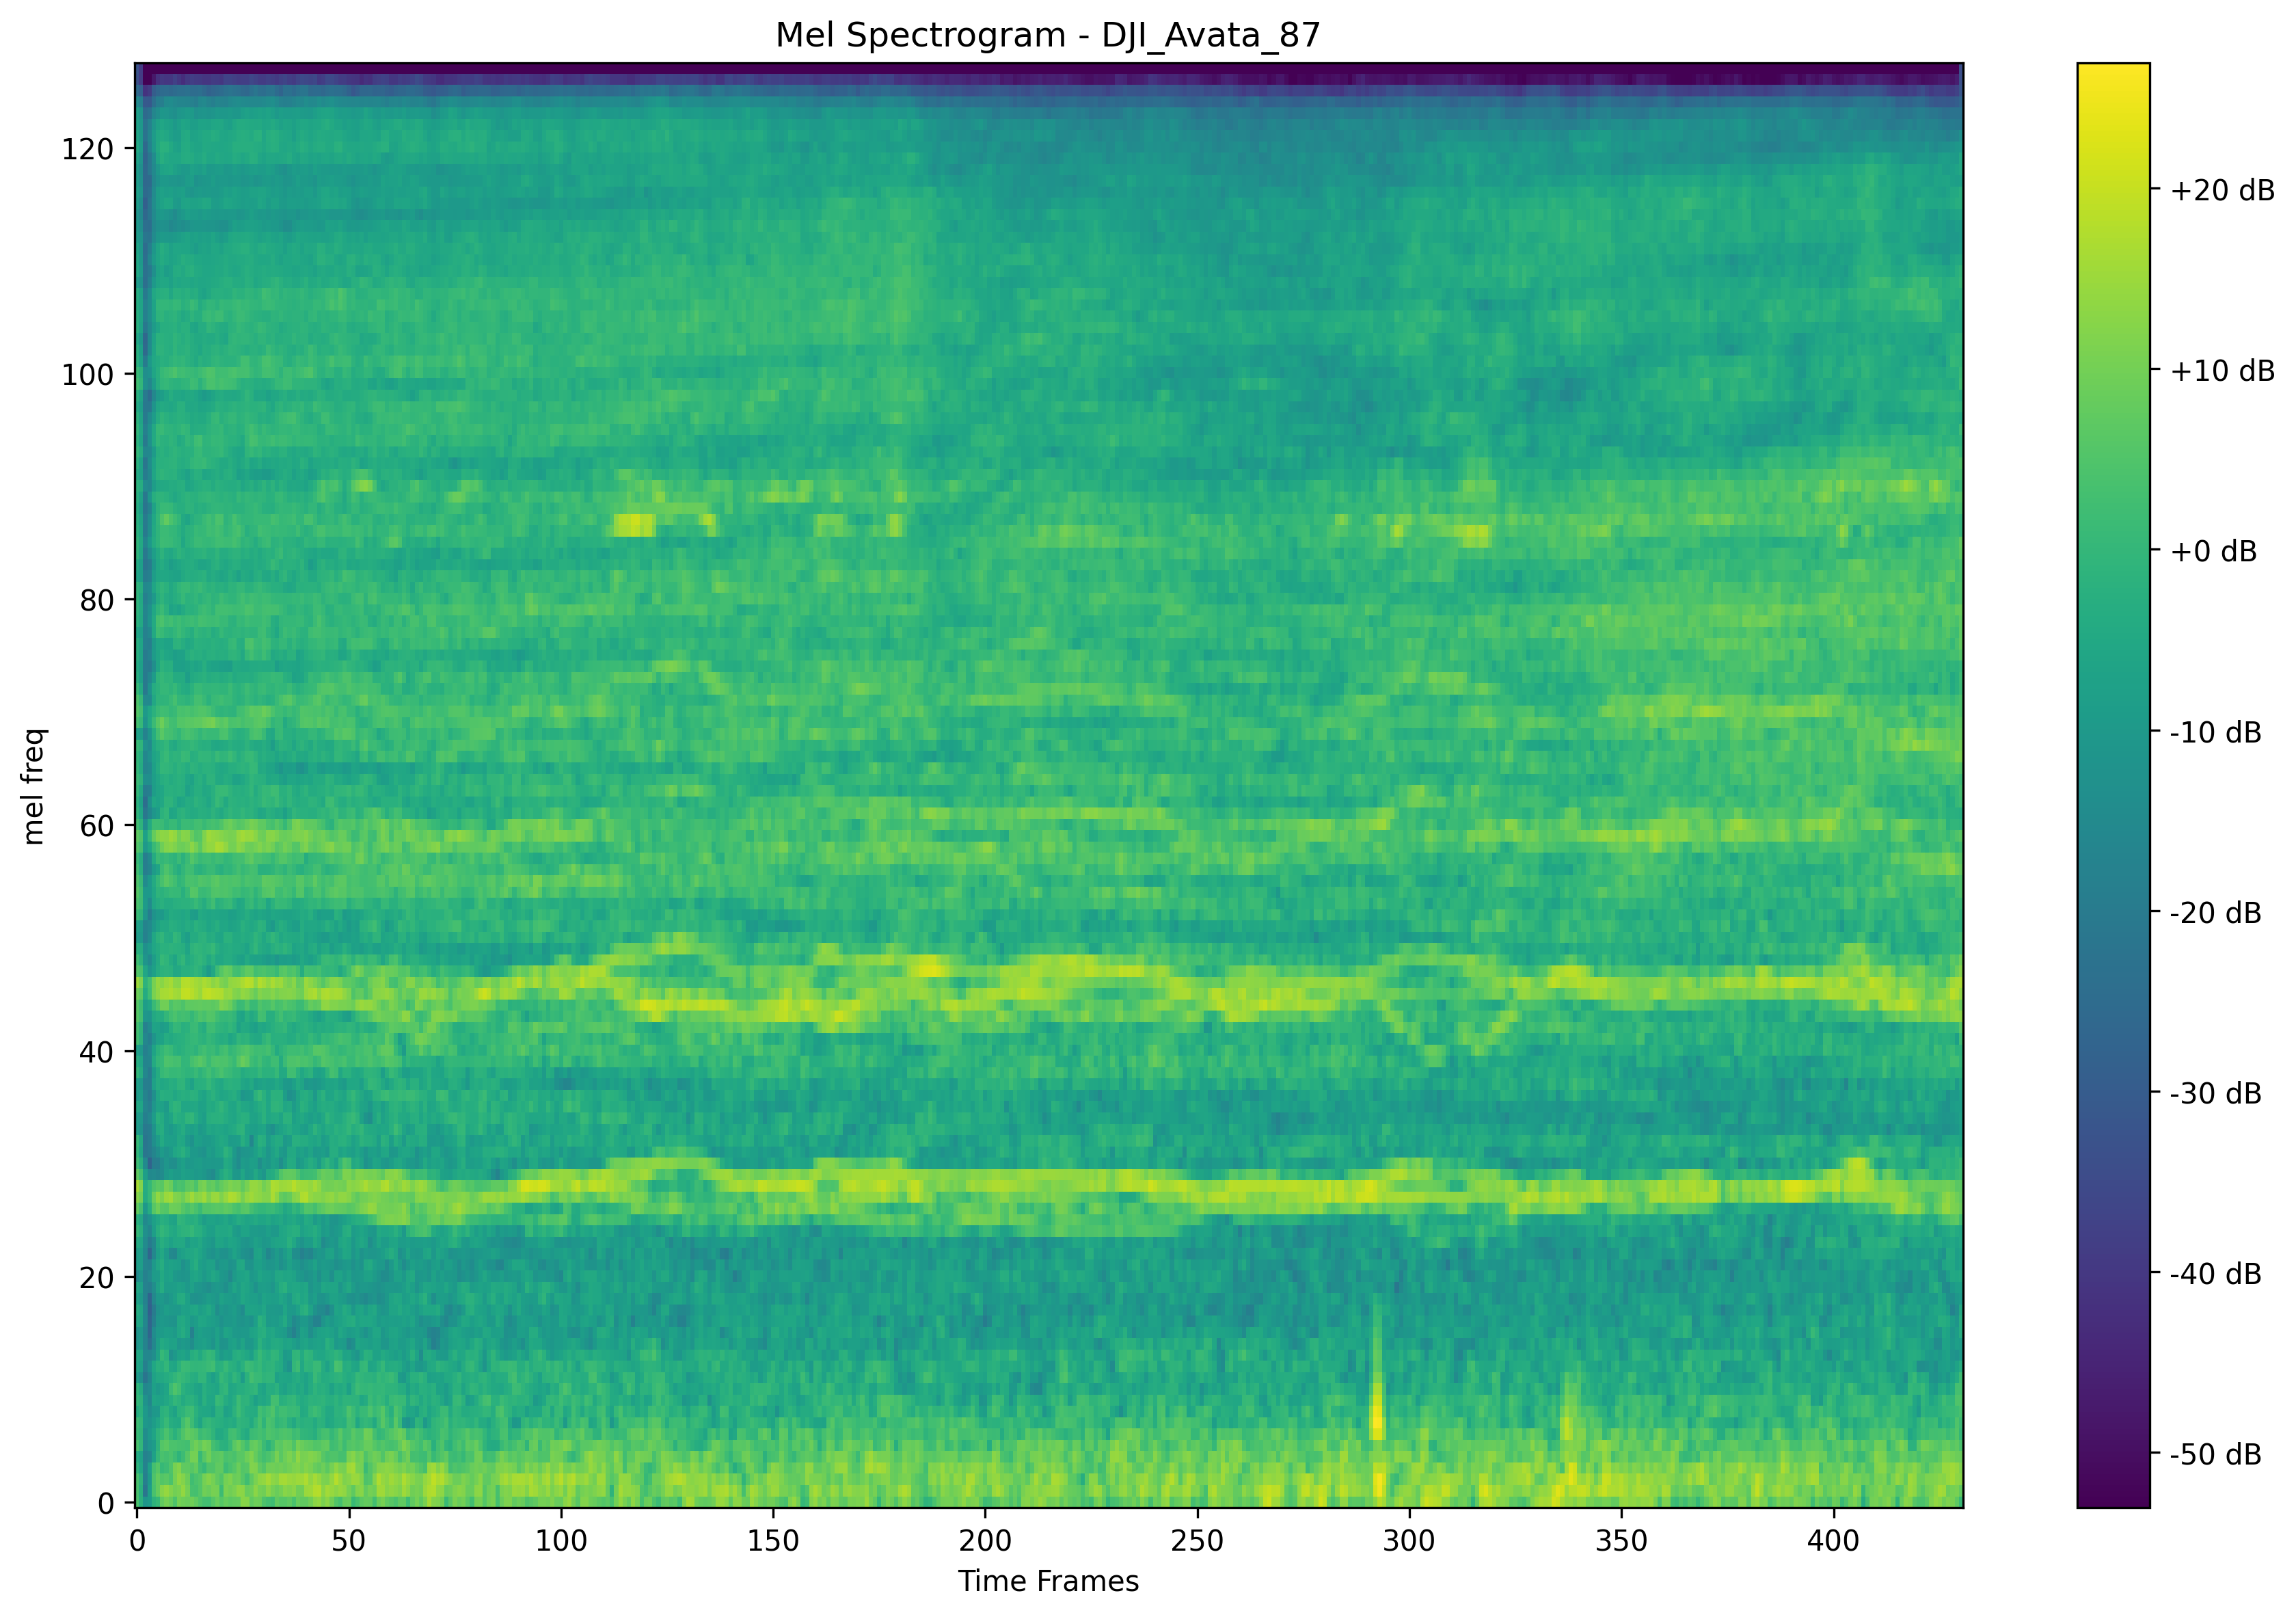 Mel Spectrogram - DJI_Avata_87
mel freq
120
100
80
60
40
20
0
0 50 100 150 200 250 300 350 400
Time Frames
+20 dB
+10 dB
+0 dB
-10 dB
-20 dB
-30 dB
-40 dB
-50 dB